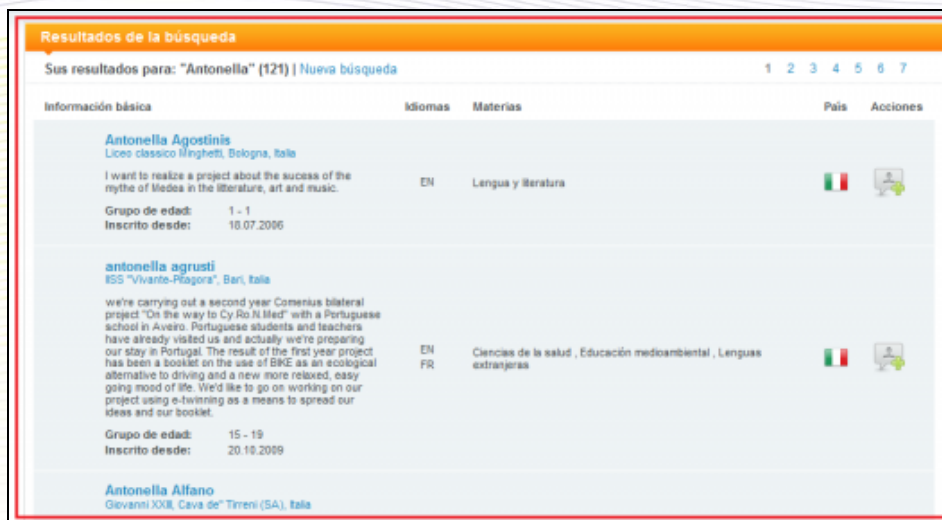 Resultados de la búsqueda
Sus resultados para: "Antonella" (121) | Nueva búsqueda 1 2 3 4 5 6 7
Información básica Idiomas Materias País Acciones
Antonella Agostinis
Liceo classico Minghetti, Bologna, Italia
I want to realize a project about the sucess of the
mythe of Medea in the litterature, art and music.
EN Lengua y literatura
Grupo de edad: 1 - 1
Inscrito desde: 18.07.2006
antonella agrusti
IISS "Vivante-Pitagora", Bari, Italia
we're carrying out a second year Comenius bilateral
project "On the way to Cy.Ro.N.Med" with a Portuguese
school in Aveiro. Portuguese students and teachers
have already visited us and actually we're preparing
our stay in Portugal. The result of the first year project
has been a booklet on the use of BIKE as an ecological
alternative to driving and a new more relaxed, easy
going mood of life. We'd like to go on working on our
project using e-twinning as a means to spread our
ideas and our booklet.
EN
FR
Ciencias de la salud , Educación medioambiental , Lenguas
extranjeras
Grupo de edad: 15 - 19
Inscrito desde: 20.10.2009
Antonella Alfano
Giovanni XXIII, Cava de" Tirreni (SA), Italia